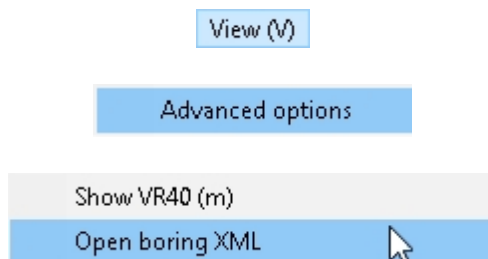 View (V)
Advanced options
Show VR40 (m)
Open boring XML